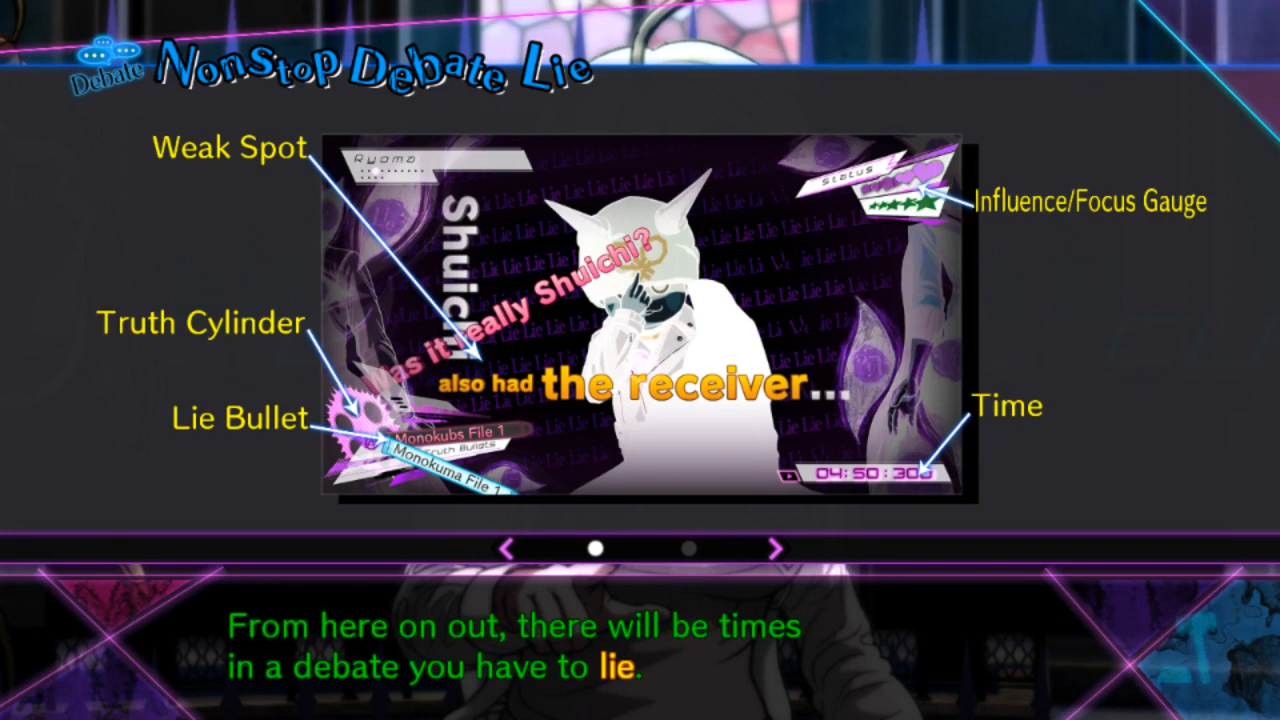 Debate
Nonstop Debate Lie
Weak Spot
Ryoma
Status
Influence/Focus Gauge
Shuichi
Was it really Shuichi?
Truth Cylinder
also had the receiver...
Time
Lie Bullet
Monokubs File 1
Truth Bullets
Monokuma File 1
From here on out, there will be times
in a debate you have to lie.